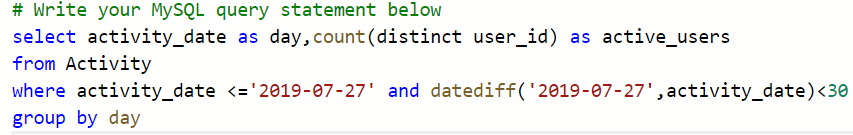 # Write your MySQL query statement below
select activity_date as day,count(distinct user_id) as active_users
from Activity
where activity_date <='2019-07-27' and datediff('2019-07-27',activity_date)<30
group by day